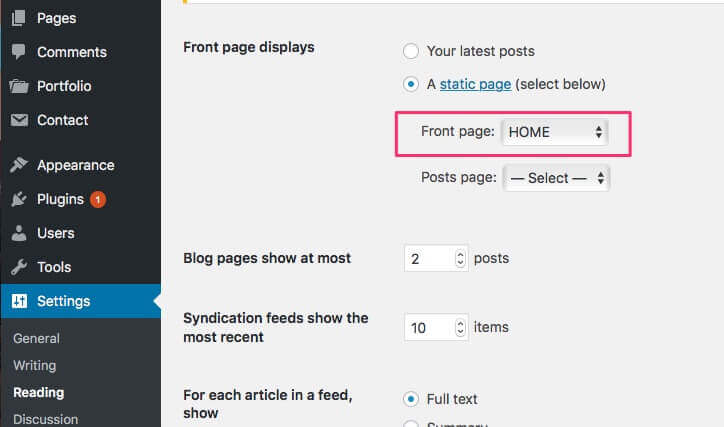 Pages
Comments
Portfolio
Contact
Appearance
Plugins 1
Users
Tools
Settings
General
Writing
Reading
Discussion
Front page displays
Your latest posts
A static page (select below)
Front page: HOME
Posts page: — Select —
Blog pages show at most
2 posts
Syndication feeds show the
most recent
10 items
For each article in a feed,
show
Full text
Summary